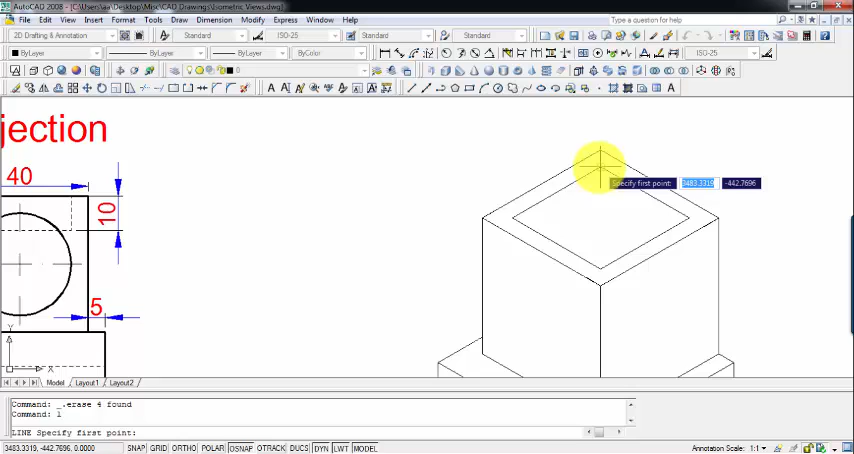 AutoCAD 2008 - [C:\Users\aa\Desktop\Misc\CAD Drawings\Isometric Views.dwg]
File Edit View Insert Format Tools Draw Dimension Modify Express Window Help
Type a question for help
2D Drafting & Annotation Standard ISO-25 Standard Standard
ByLayer ByLayer ByLayer ByColor ISO-25
0
jection
40
10
5
Y
X
Specify first point: 3483.3319 -442.7696
Model Layout1 Layout2
Command: _.erase 4 found
Command: l
LINE Specify first point:
3483.3319, -442.7696, 0.0000 SNAP GRID ORTHO POLAR OSNAP OTRACK DUCS DYN LWT MODEL Annotation Scale: 1:1